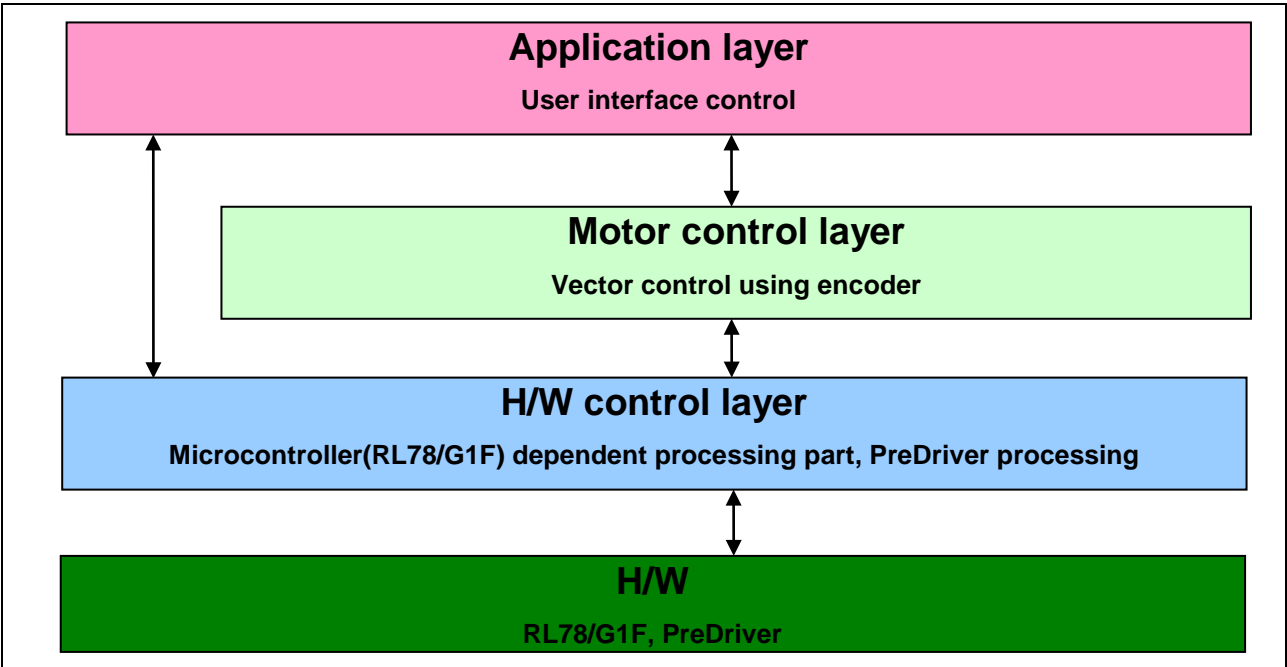 Application layer
User interface control
Motor control layer
Vector control using encoder
H/W control layer
Microcontroller(RL78/G1F) dependent processing part, PreDriver processing
H/W
RL78/G1F, PreDriver